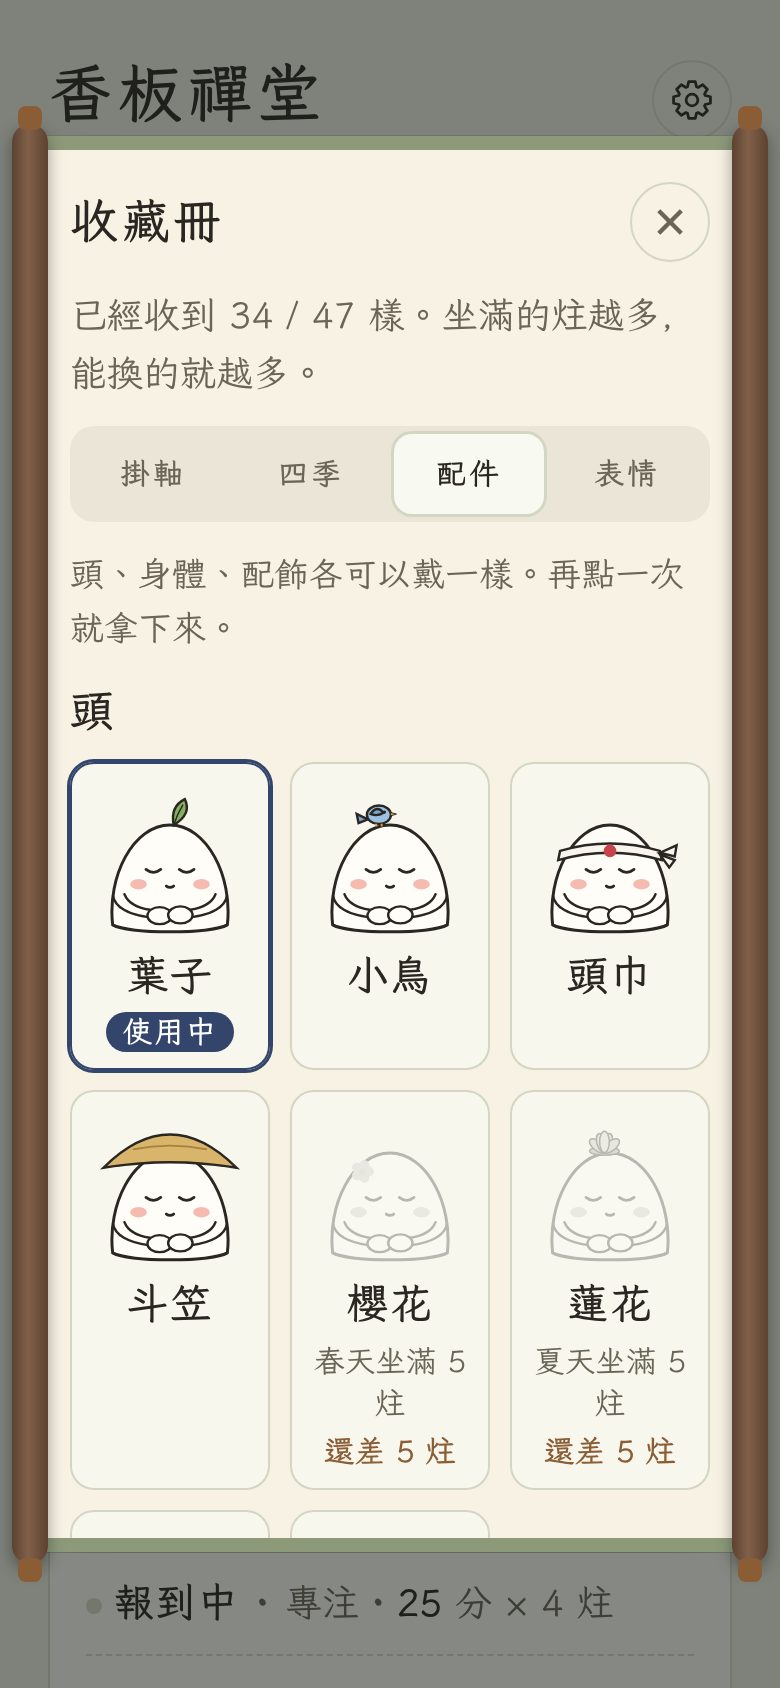 香板禪堂
收藏冊
已經收到 34 / 47 樣。坐滿的炷越多，
能換的就越多。
掛軸 四季 配件 表情
頭、身體、配飾各可以戴一樣。再點一次
就拿下來。
頭
葉子 小鳥 頭巾
使用中
斗笠 櫻花 蓮花
春天坐滿 5 夏天坐滿 5
炷 炷
還差 5 炷 還差 5 炷
報到中 · 專注 · 25 分 × 4 炷